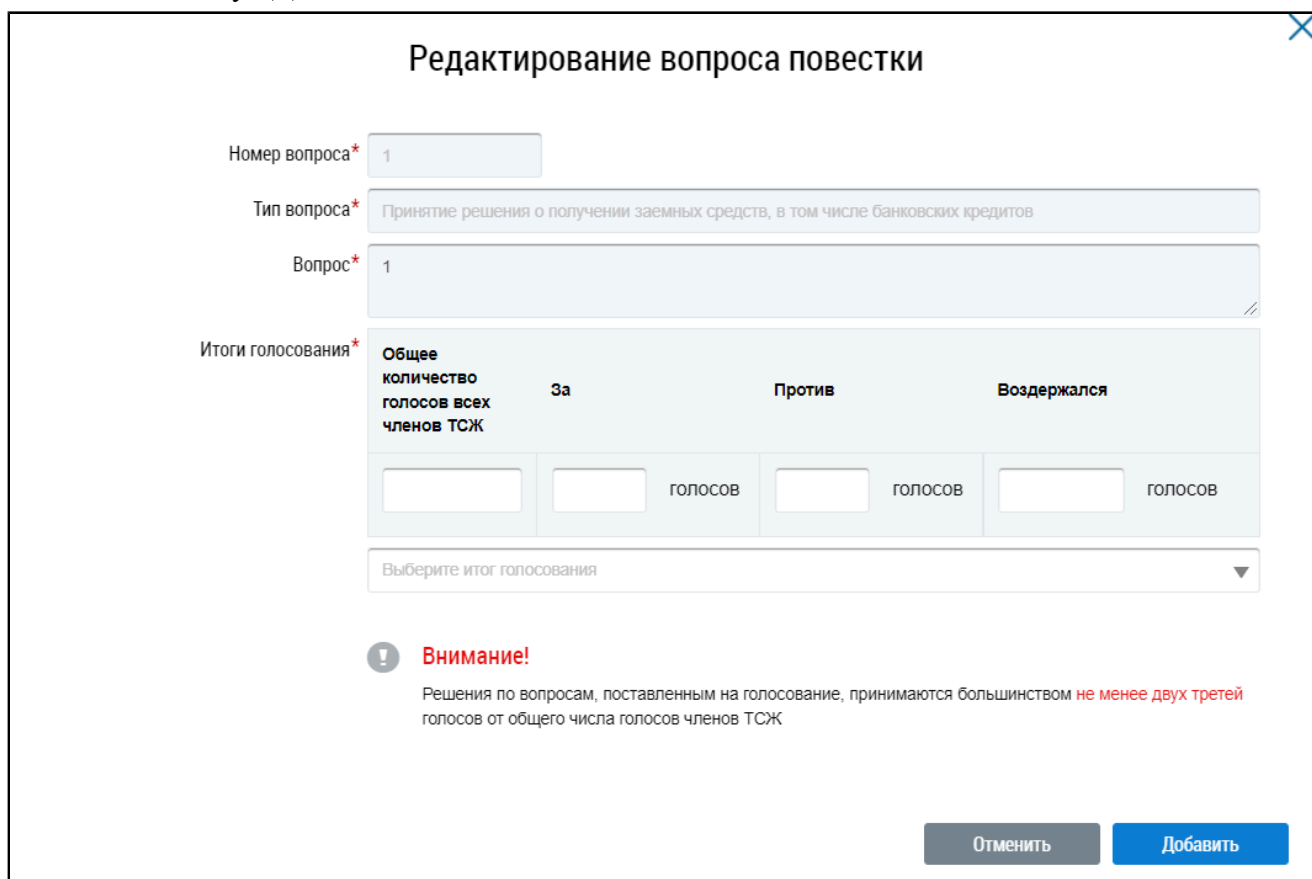 Редактирование вопроса повестки
Номер вопроса* 1
Тип вопроса* Принятие решения о получении заемных средств, в том числе банковских кредитов
Вопрос* 1
Итоги голосования*
Общее
количество
голосов всех
членов ТСЖ
За
Против
Воздержался
голосов
голосов
голосов
Выберите итог голосования
Внимание!
Решения по вопросам, поставленным на голосование, принимаются большинством не менее двух третей
голосов от общего числа голосов членов ТСЖ
Отменить
Добавить